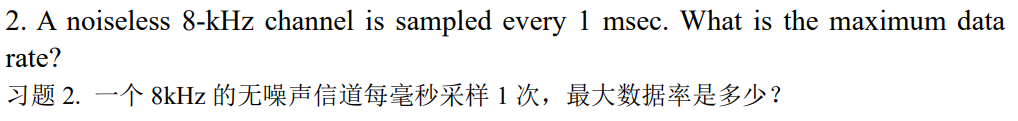 2. A noiseless 8-kHz channel is sampled every 1 msec. What is the maximum data
rate?
习题 2. 一个 8kHz 的无噪声信道每毫秒采样 1 次，最大数据率是多少？